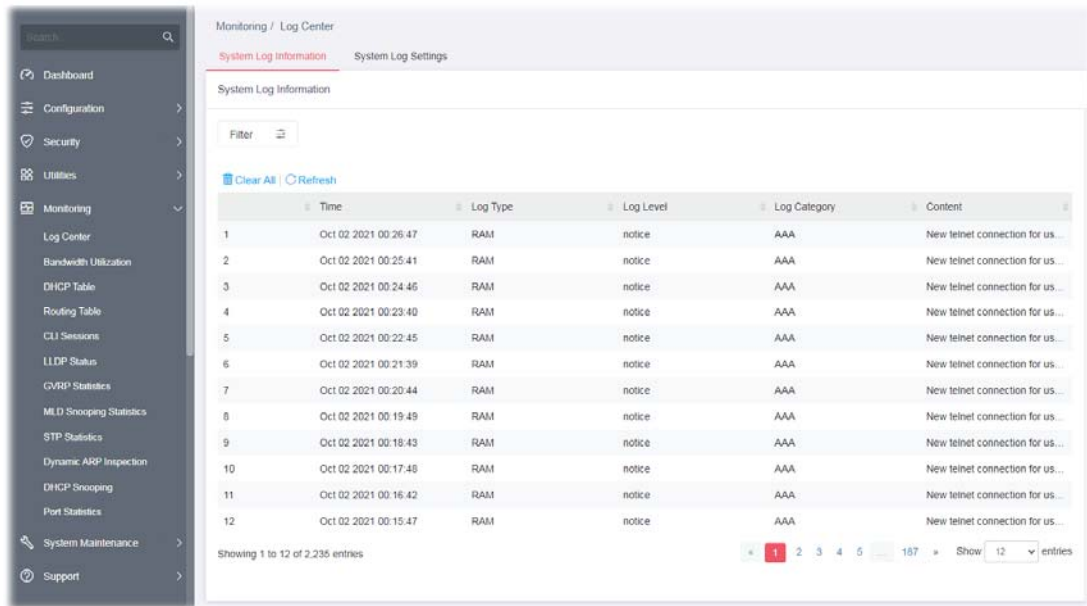 Search...
Dashboard
Configuration
Security
Utilities
Monitoring
Log Center
Bandwidth Utilization
DHCP Table
Routing Table
CLI Sessions
LLDP Status
GVRP Statistics
MLD Snooping Statistics
STP Statistics
Dynamic ARP Inspection
DHCP Snooping
Port Statistics
System Maintenance
Support
Monitoring / Log Center
System Log Information System Log Settings
System Log Information
Filter
Clear All | Refresh
Time Log Type Log Level Log Category Content
1 Oct 02 2021 00:26:47 RAM notice AAA New telnet connection for us...
2 Oct 02 2021 00:25:41 RAM notice AAA New telnet connection for us...
3 Oct 02 2021 00:24:46 RAM notice AAA New telnet connection for us...
4 Oct 02 2021 00:23:40 RAM notice AAA New telnet connection for us...
5 Oct 02 2021 00:22:45 RAM notice AAA New telnet connection for us...
6 Oct 02 2021 00:21:39 RAM notice AAA New telnet connection for us...
7 Oct 02 2021 00:20:44 RAM notice AAA New telnet connection for us...
8 Oct 02 2021 00:19:49 RAM notice AAA New telnet connection for us...
9 Oct 02 2021 00:18:43 RAM notice AAA New telnet connection for us...
10 Oct 02 2021 00:17:48 RAM notice AAA New telnet connection for us...
11 Oct 02 2021 00:16:42 RAM notice AAA New telnet connection for us...
12 Oct 02 2021 00:15:47 RAM notice AAA New telnet connection for us...
Showing 1 to 12 of 2,235 entries « 1 2 3 4 5 ... 187 » Show 12 entries